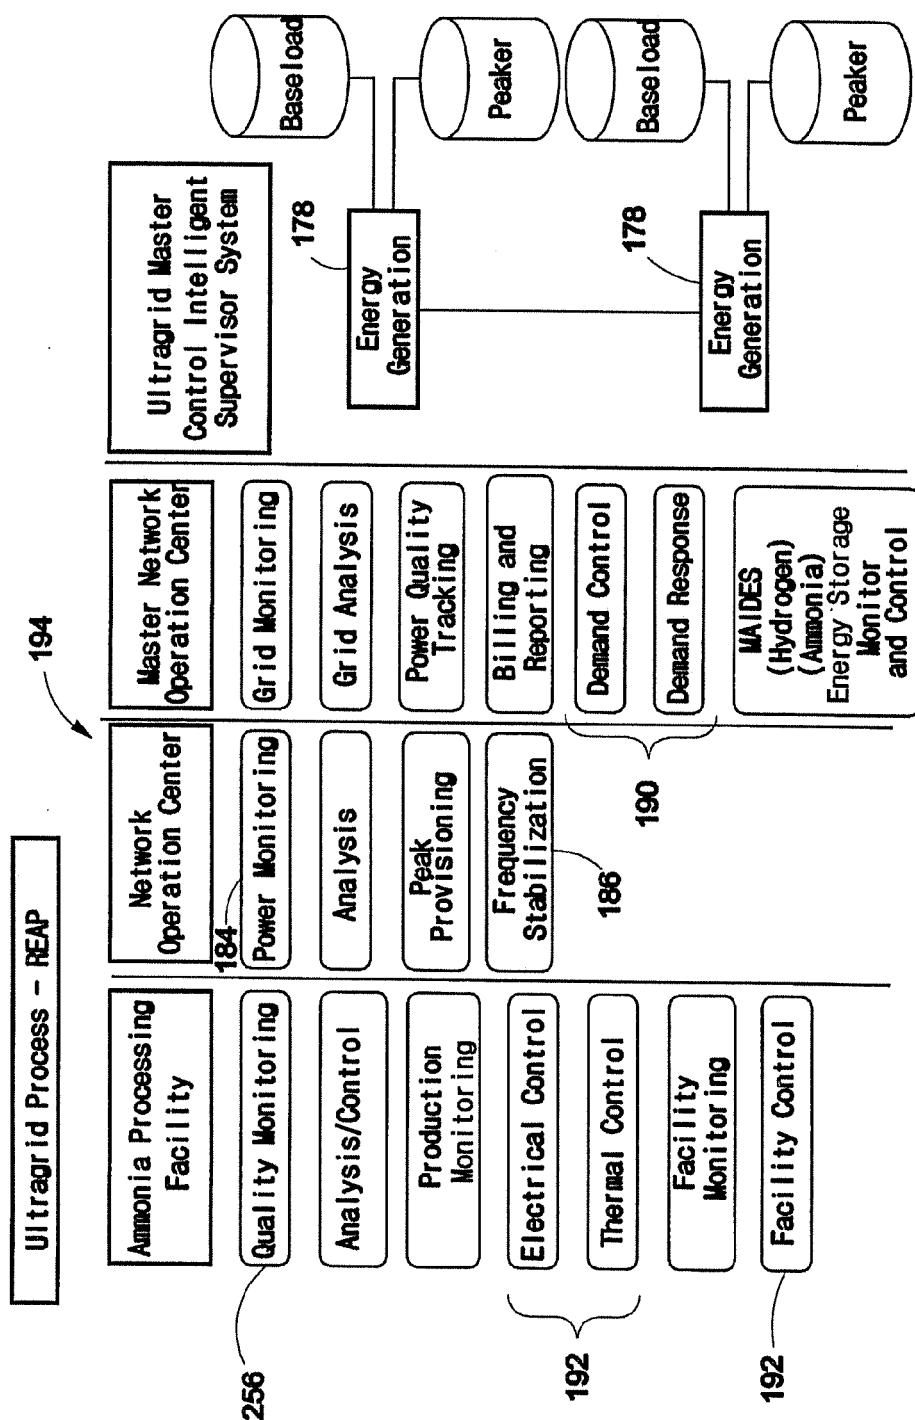 Ultragrid Process - REAP
194
Ammonia Processing
Facility
256
Quality Monitoring
Analysis/Control
Production
Monitoring
Electrical Control
Thermal Control
192
Facility
Monitoring
Facility Control
192
Network
Operation Center
184
Power Monitoring
Analysis
Peak
Provisioning
Frequency
Stabilization
186
Master Network
Operation Center
Grid Monitoring
Grid Analysis
Power Quality
Tracking
Billing and
Reporting
Demand Control
Demand Response
190
MAIDES
(Hydrogen)
(Ammonia)
Energy Storage
Monitor
and Control
Ultragrid Master
Control Intelligent
Supervisor System
178
Energy
Generation
Baseload
Peaker
178
Energy
Generation
Baseload
Peaker